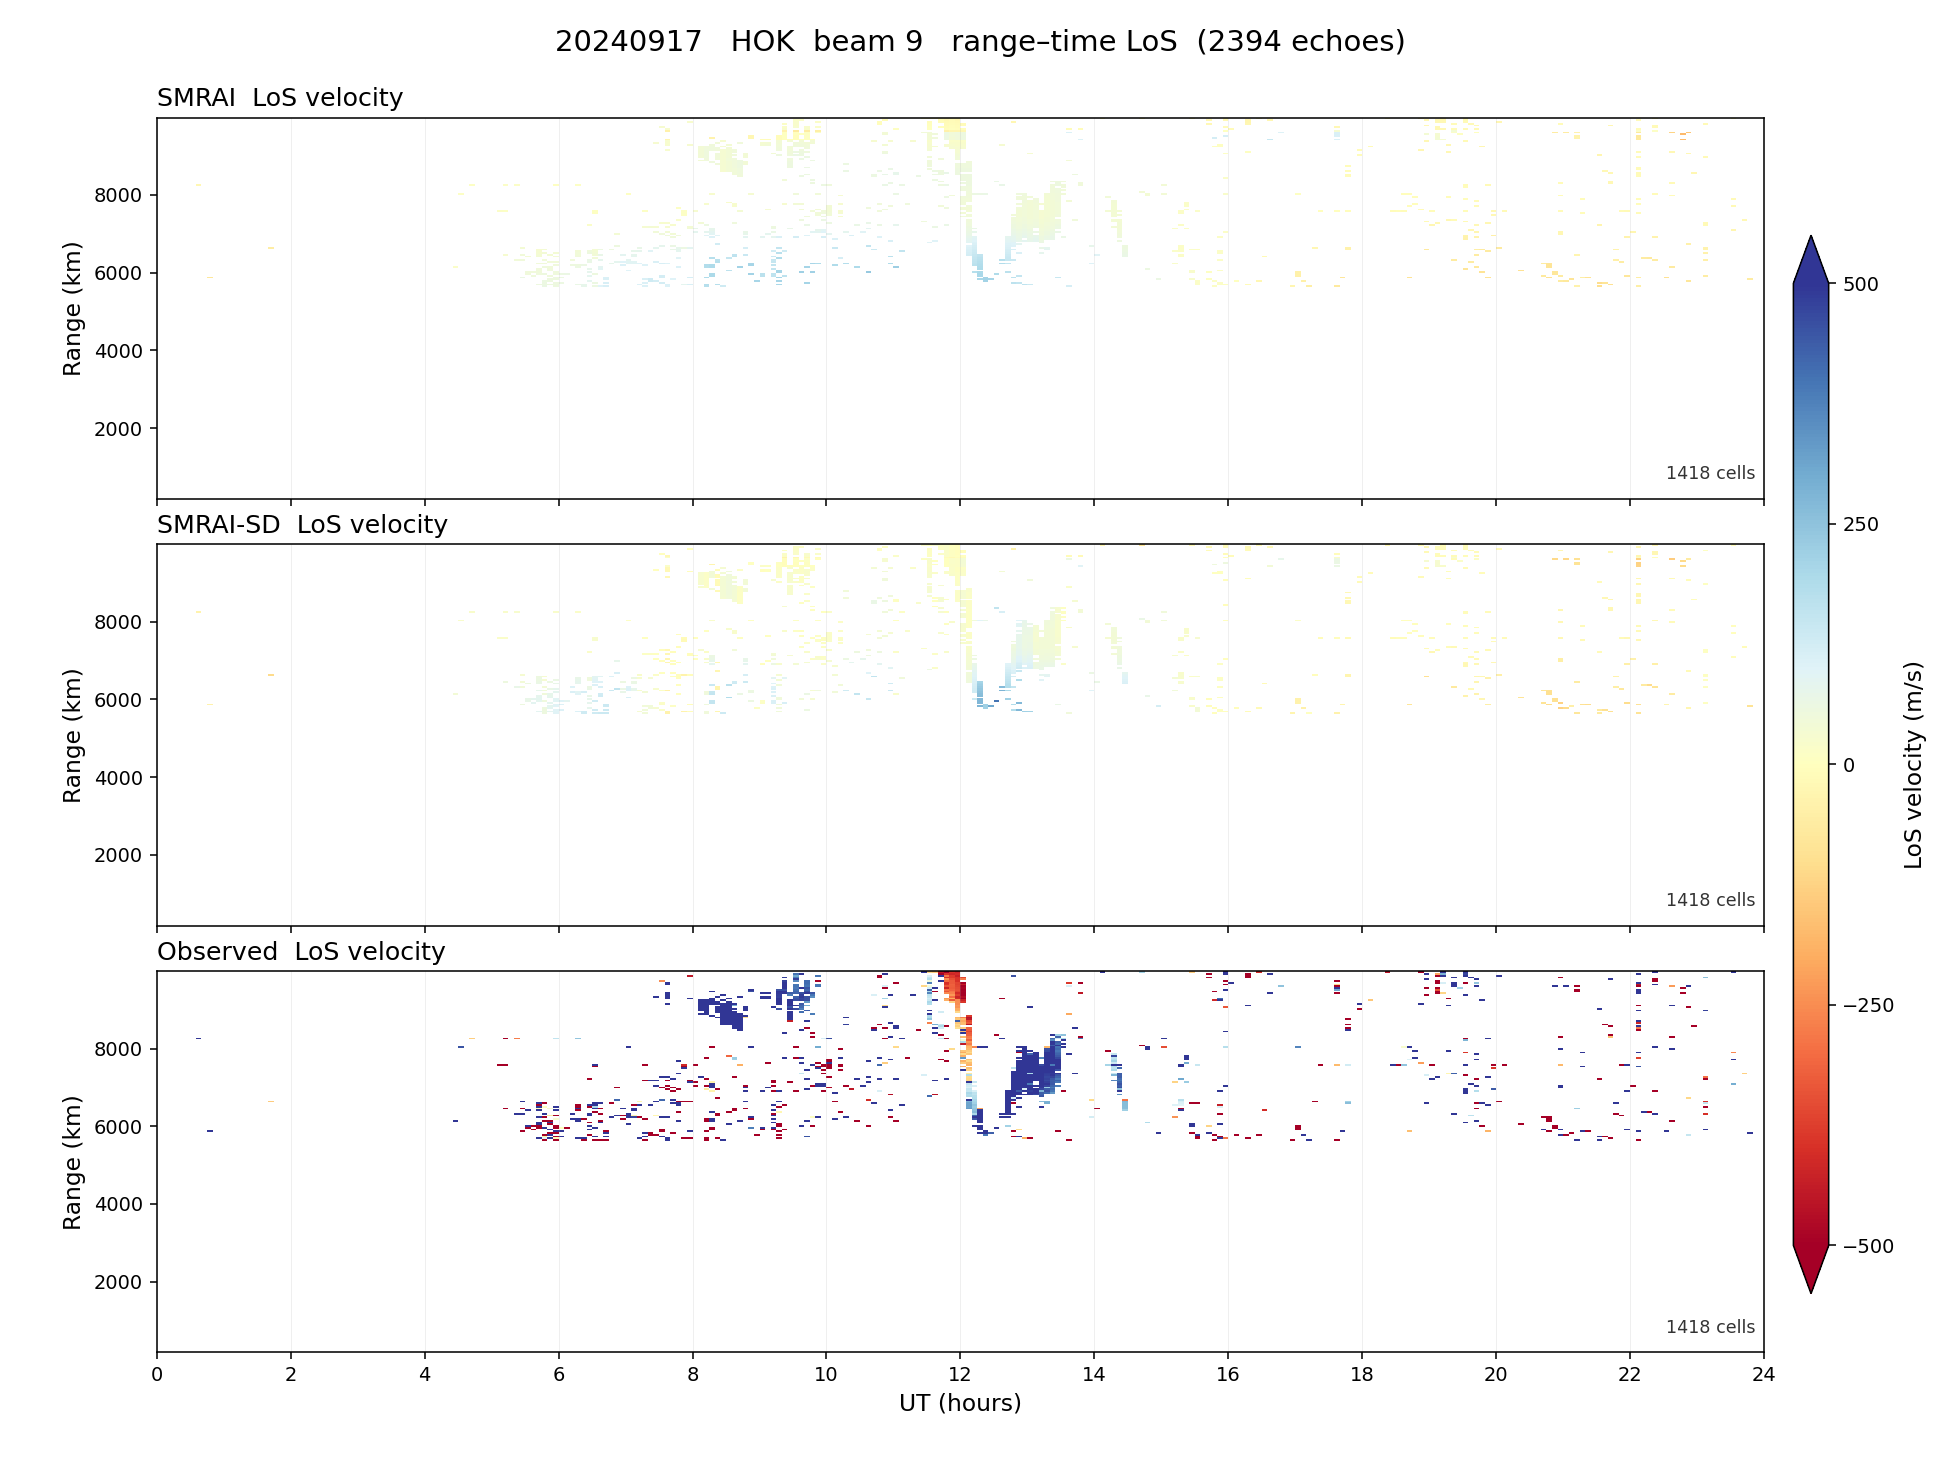 20240917   HOK  beam 9   range–time LoS  (2394 echoes)
SMRAI  LoS velocity
8000
6000
4000
2000
Range (km)
1418 cells
SMRAI-SD  LoS velocity
8000
6000
4000
2000
Range (km)
1418 cells
Observed  LoS velocity
8000
6000
4000
2000
Range (km)
1418 cells
0 2 4 6 8 10 12 14 16 18 20 22 24
UT (hours)
500
250
0
−250
−500
LoS velocity (m/s)